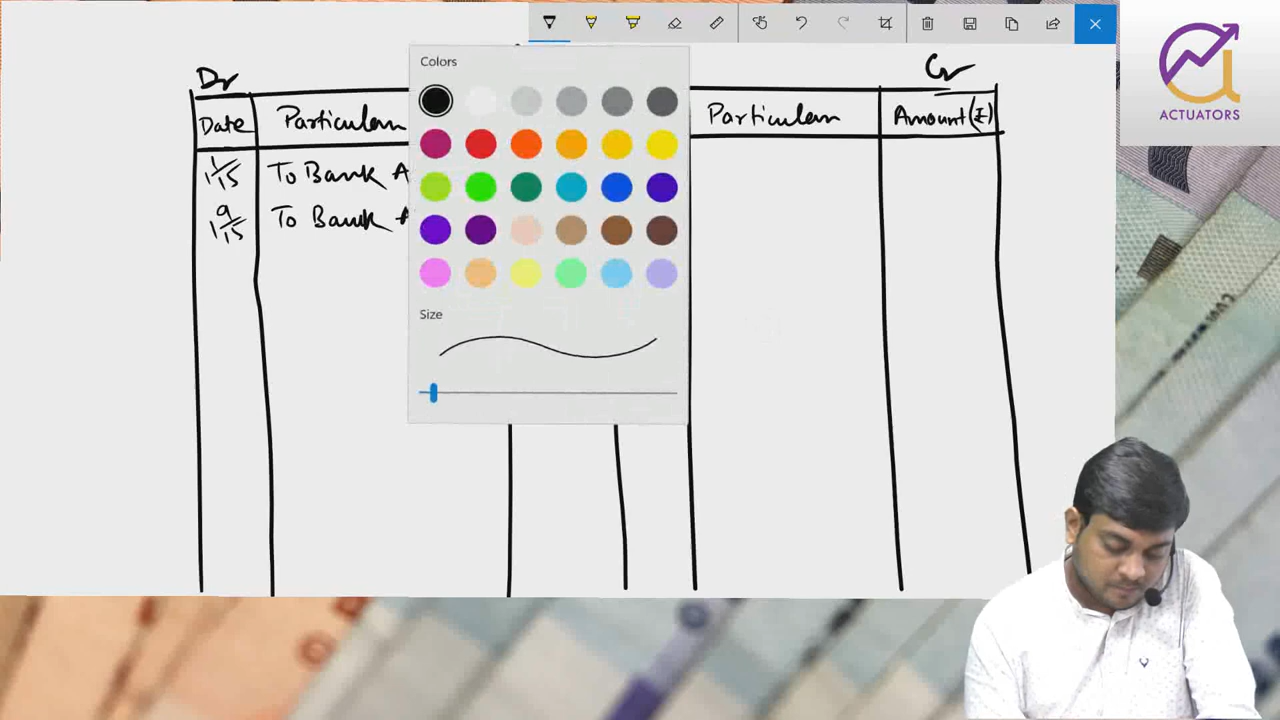 Colors
Dr
Cr
Date
Particulars
Particulars
Amount (₹)
ACTUATORS
1/1/15
To Bank A
1/9/15
To Bank A
Size